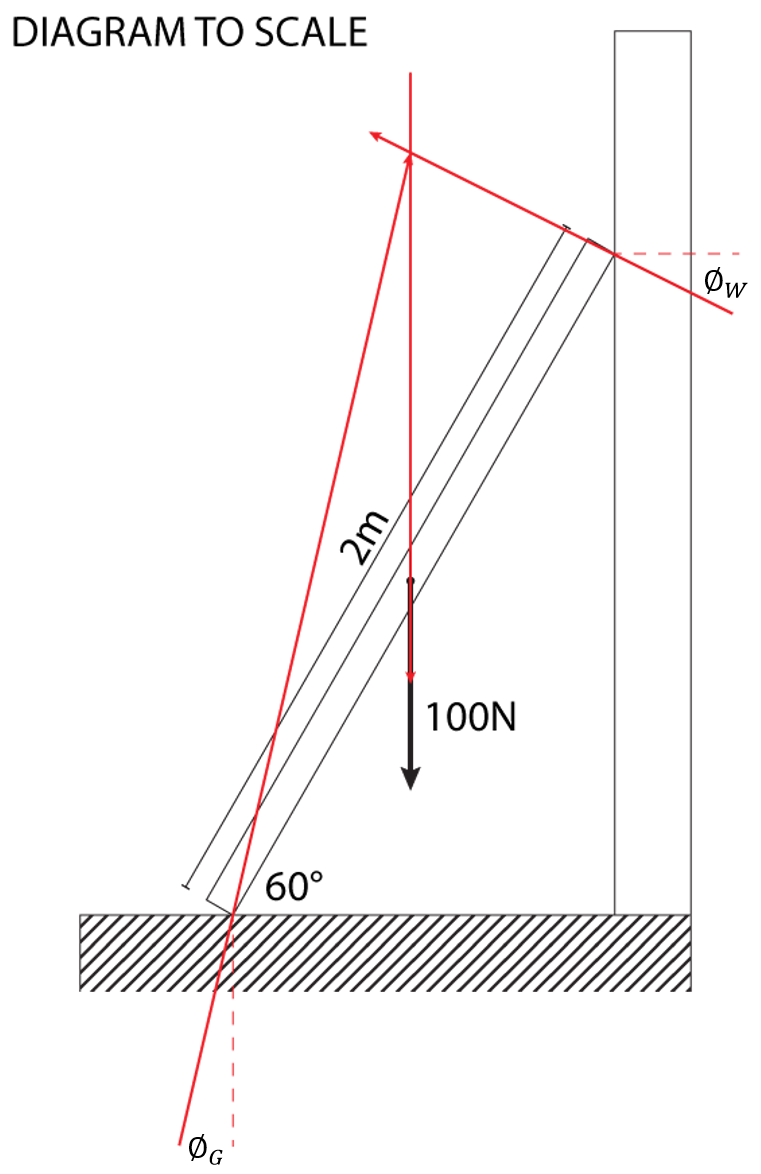 DIAGRAM TO SCALE
∅W
2m
100N
60°
∅G